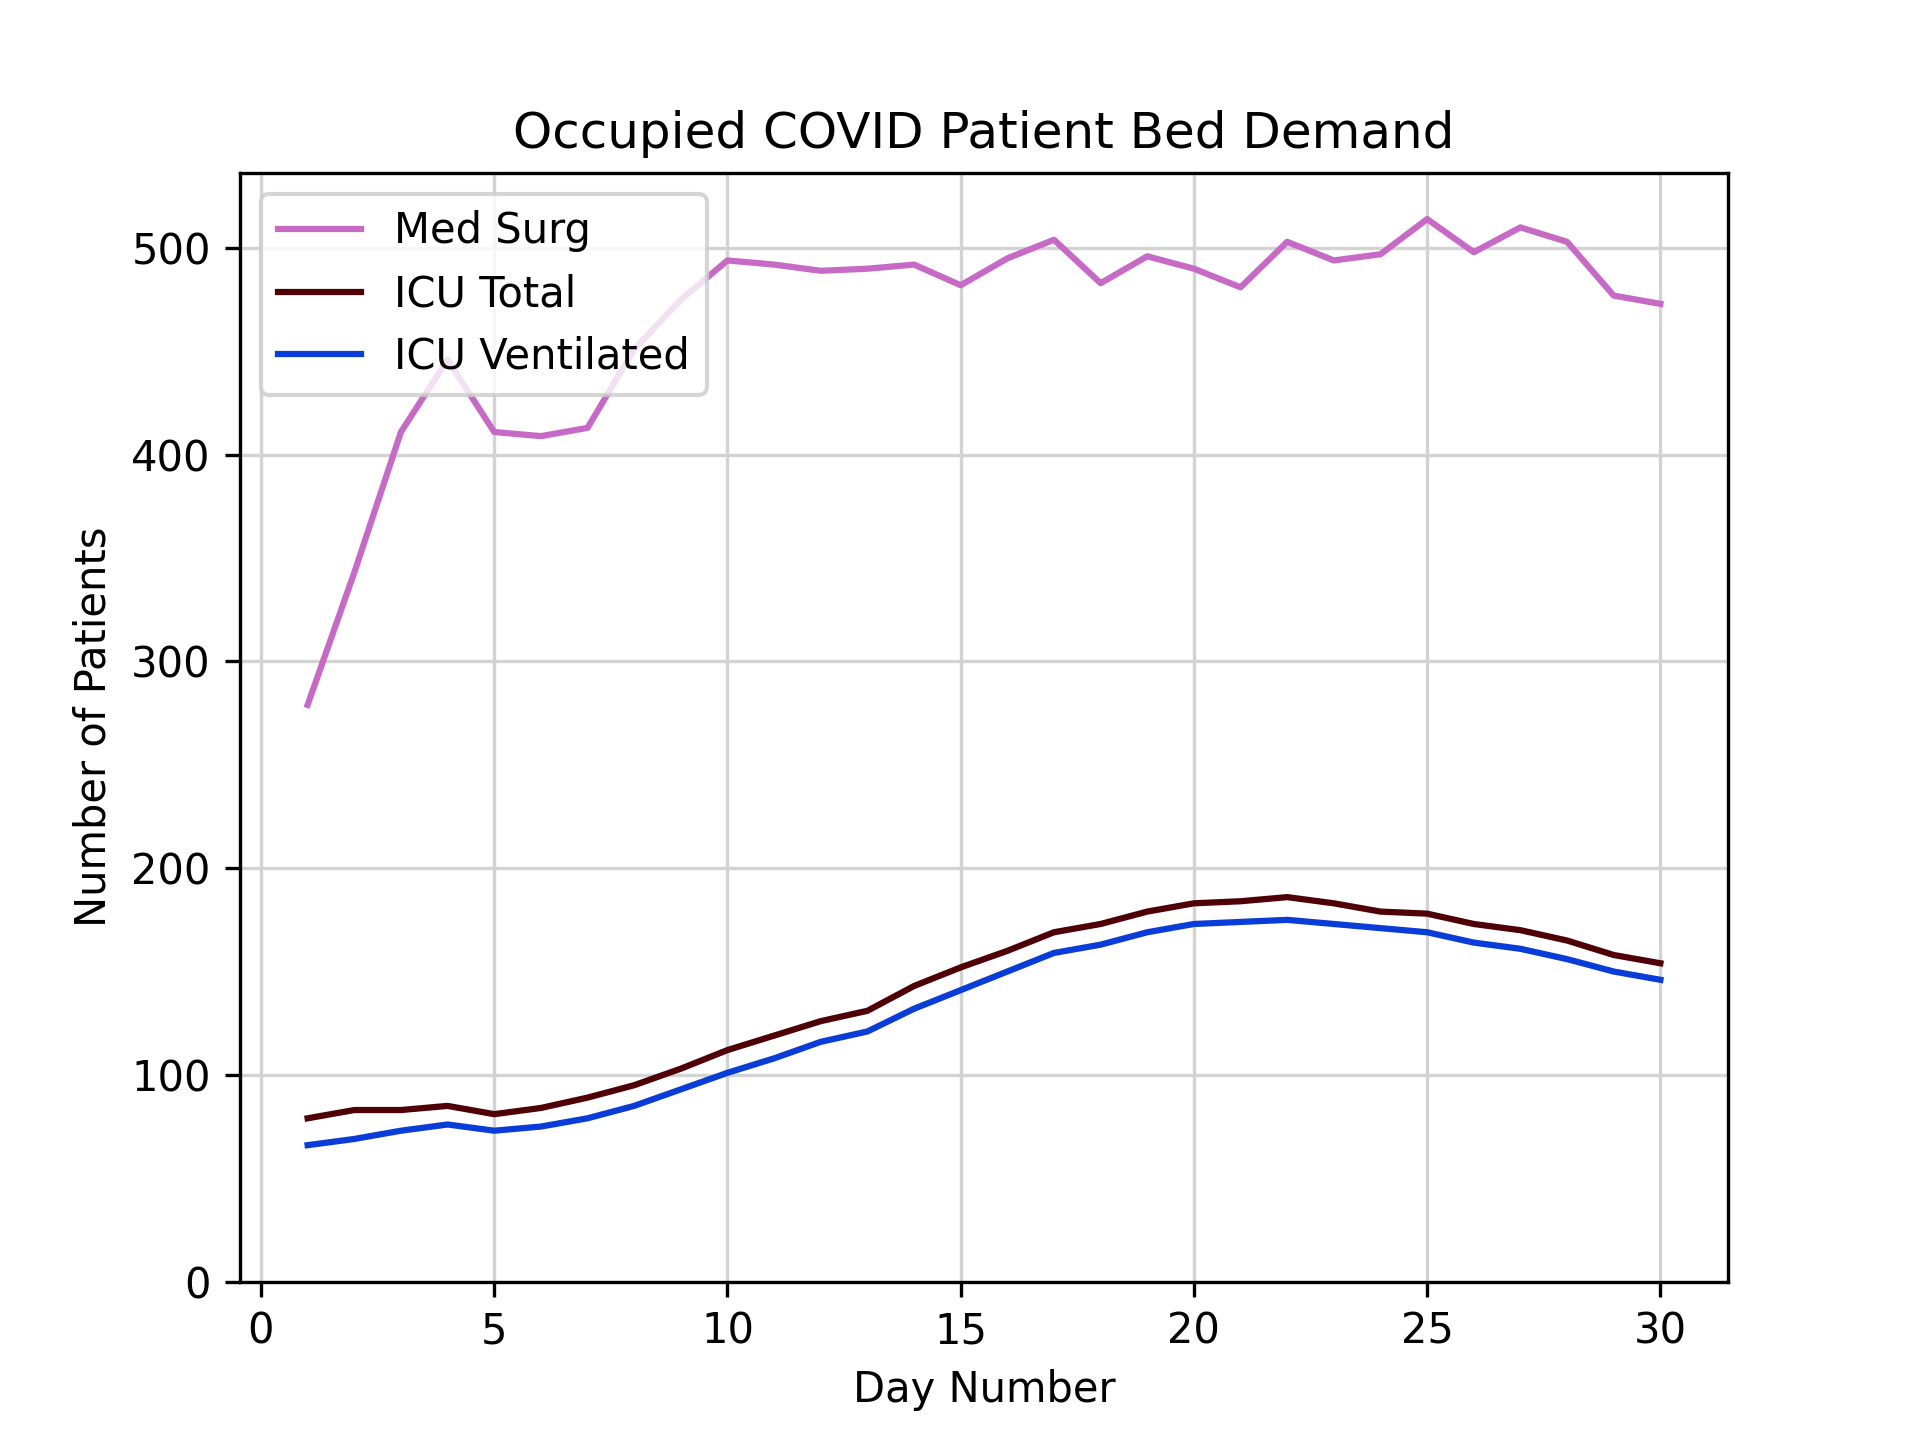 Occupied COVID Patient Bed Demand
Med Surg
ICU Total
ICU Ventilated
500
400
300
200
100
0
Number of Patients
0 5 10 15 20 25 30
Day Number